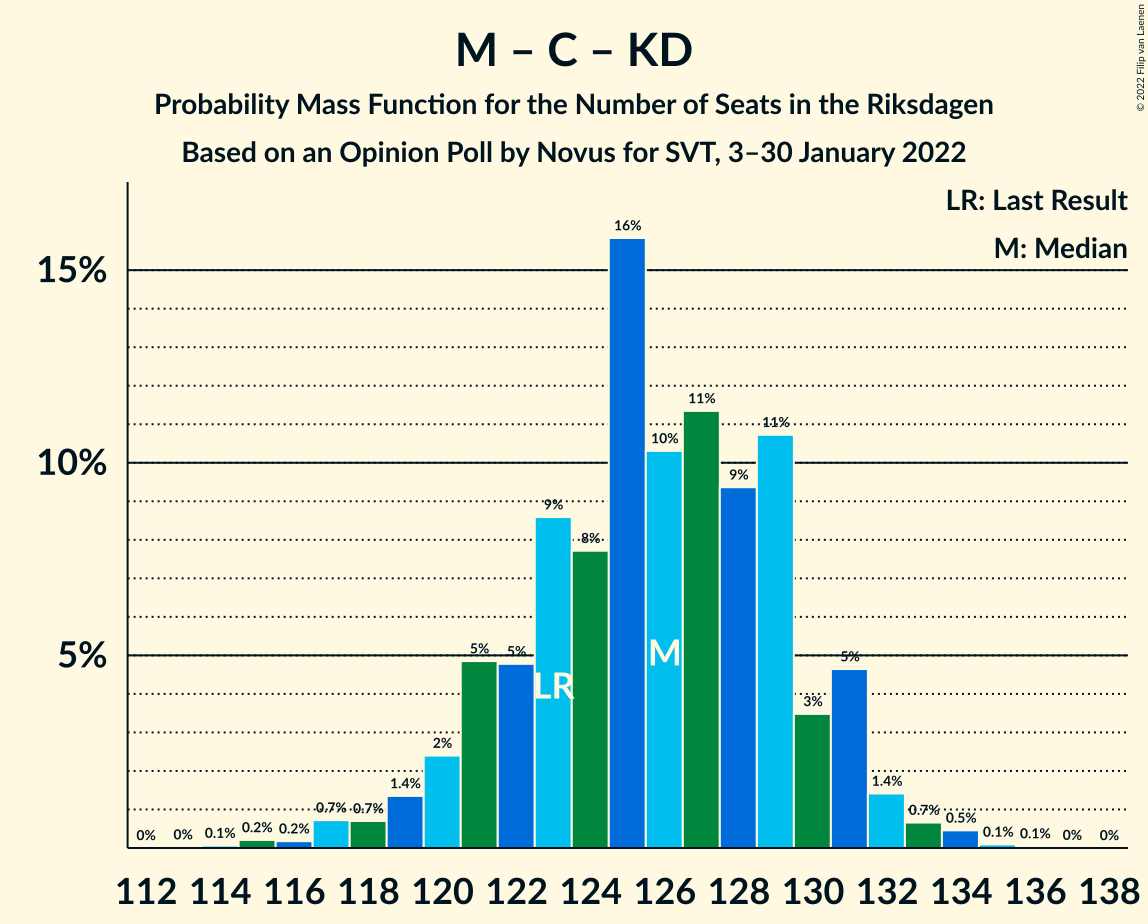 M – C – KD
Probability Mass Function for the Number of Seats in the Riksdagen
Based on an Opinion Poll by Novus for SVT, 3–30 January 2022
© 2022 Filip van Laenen
LR: Last Result
M: Median
15%
10%
5%
0% 0% 0.1% 0.2% 0.2% 0.7% 0.7% 1.4% 2% 5% 5% 9% 8% 16% 10% 11% 9% 11% 3% 5% 1.4% 0.7% 0.5% 0.1% 0.1% 0% 0%
LR
M
112 114 116 118 120 122 124 126 128 130 132 134 136 138